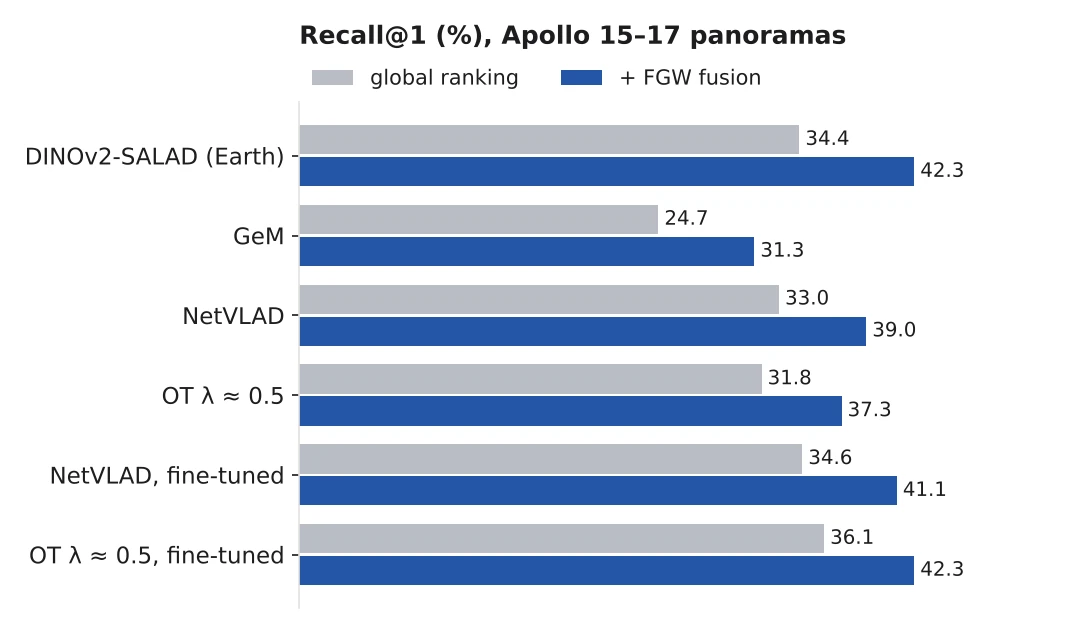 Recall@1 (%), Apollo 15–17 panoramas
global ranking + FGW fusion
DINOv2-SALAD (Earth) 34.4
42.3
GeM 24.7
31.3
NetVLAD 33.0
39.0
OT λ ≈ 0.5 31.8
37.3
NetVLAD, fine-tuned 34.6
41.1
OT λ ≈ 0.5, fine-tuned 36.1
42.3